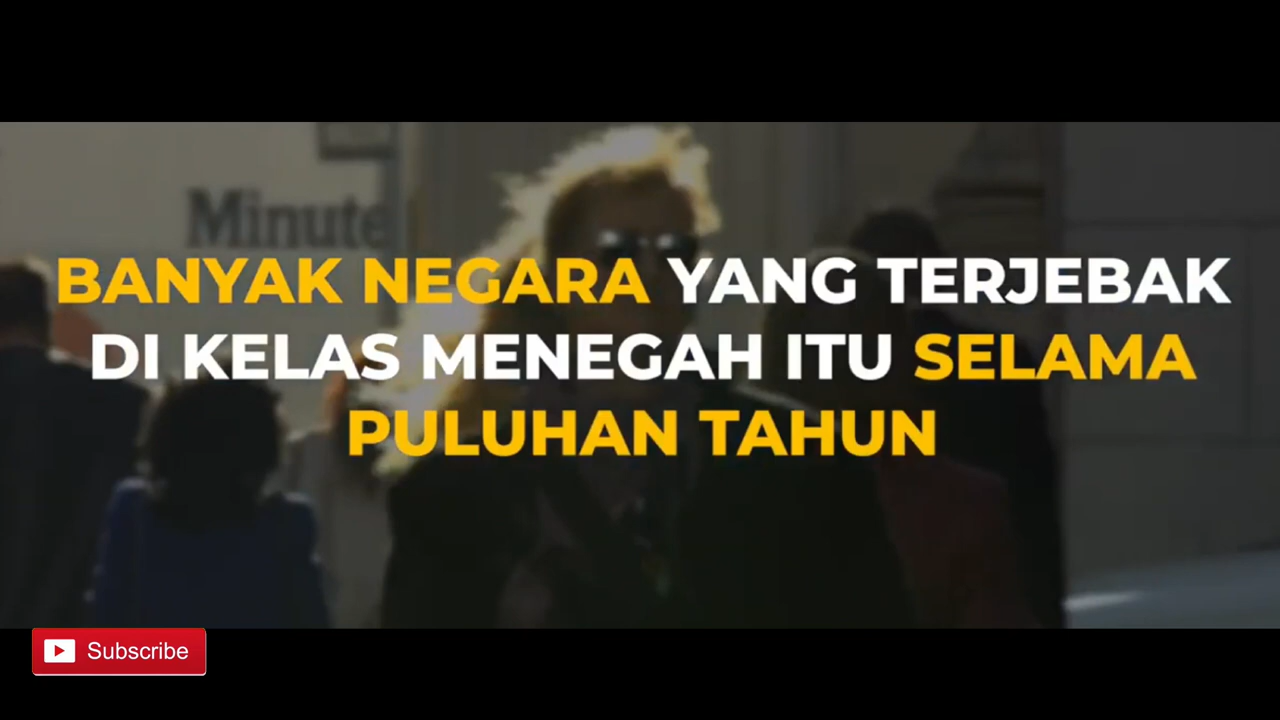 Minute
BANYAK NEGARA YANG TERJEBAK
DI KELAS MENEGAH ITU SELAMA
PULUHAN TAHUN
Subscribe